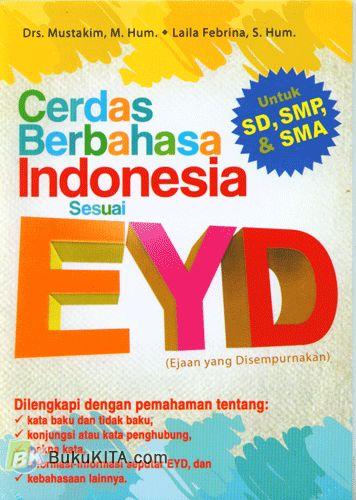 Drs. Mustakim, M. Hum. • Laila Febrina, S. Hum.
Cerdas
Berbahasa
Indonesia
Sesuai
Untuk
SD, SMP,
& SMA
EYD
(Ejaan yang Disempurnakan)
Dilengkapi dengan pemahaman tentang:
✓ kata baku dan tidak baku,
✓ konjungsi atau kata penghubung,
kata,
informasi-informasi seputar EYD, dan
✓ kebahasaan lainnya.
BukuKITA.com